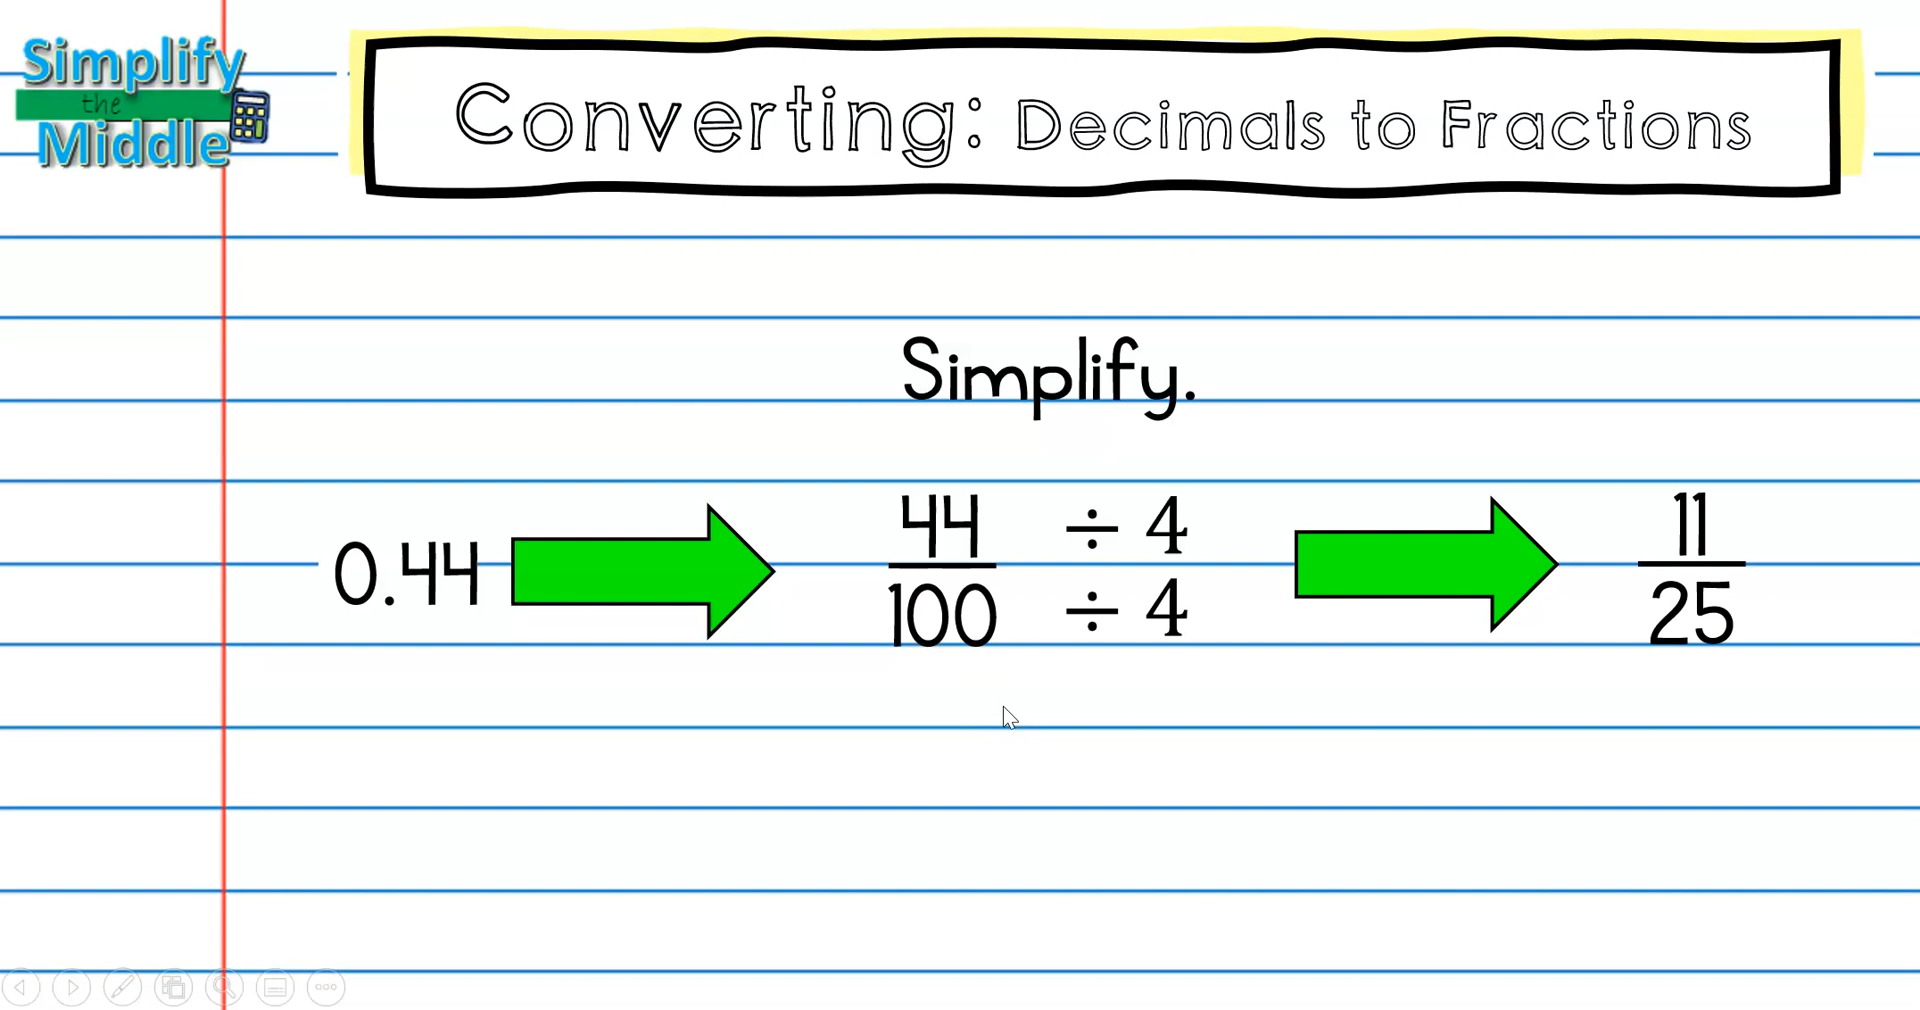 Simplify
the
Middle
Converting: Decimals to Fractions
Simplify.
0.44
44 ÷ 4
100 ÷ 4
11
25